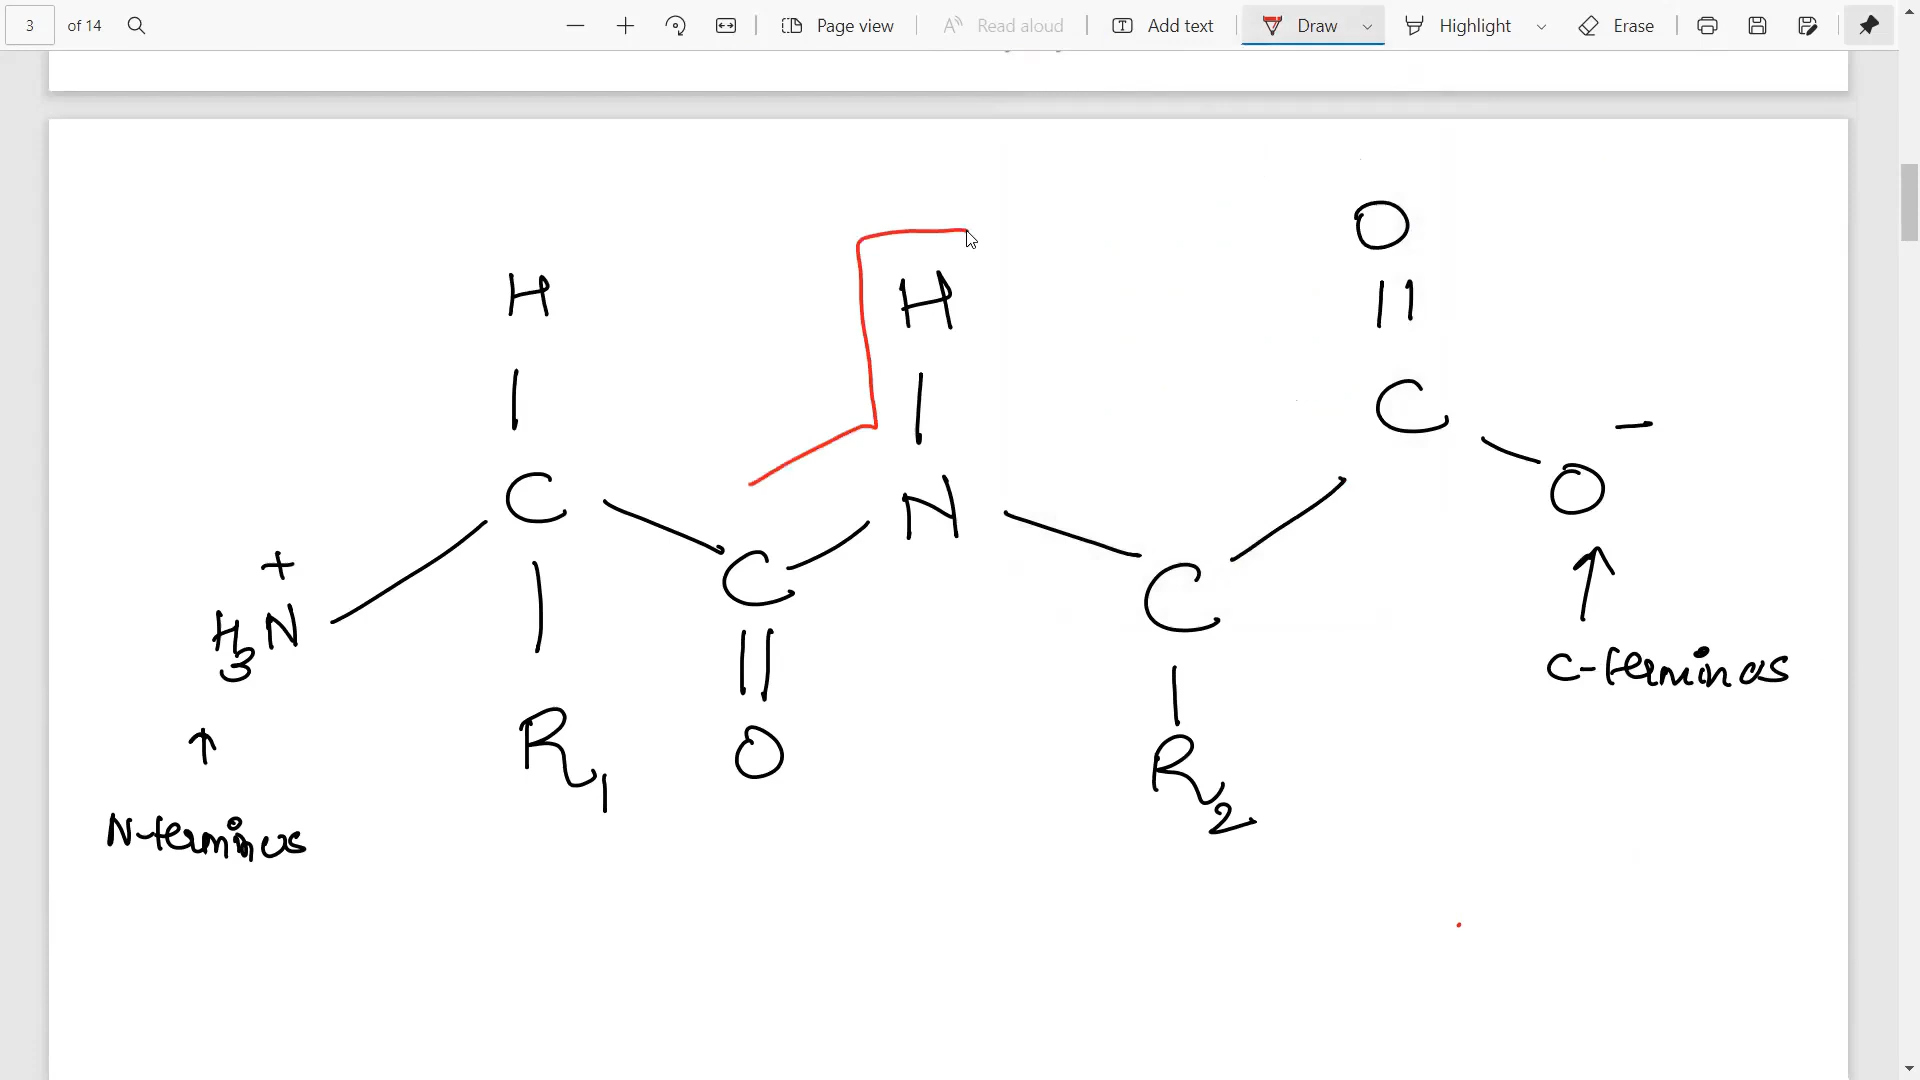 3 of 14 Page view Read aloud Add text Draw Highlight Erase
O
H H
C
C N O −
+
H3N C C
C-terminus
R1 O R2
N-terminus